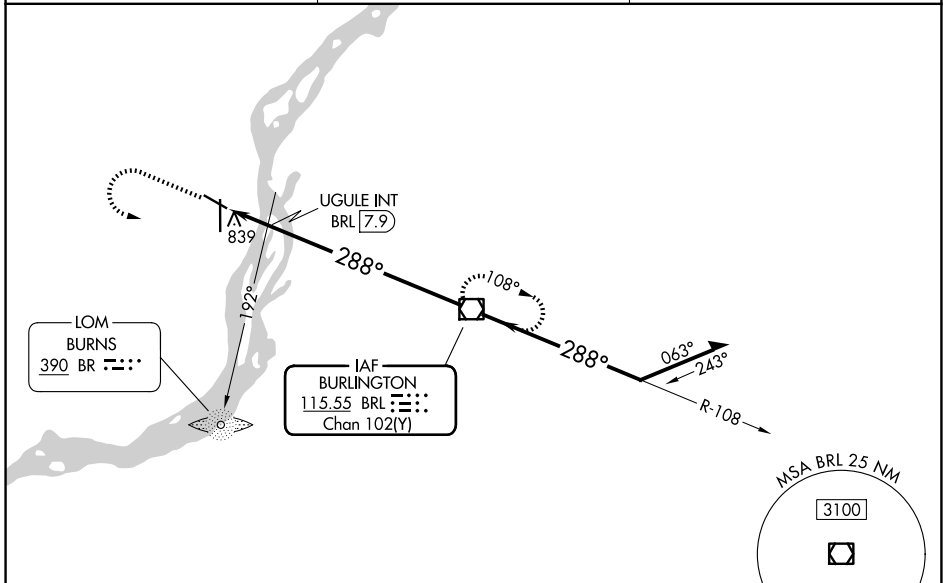 UGULE INT
BRL 7.9
839
288°
192°
108°
LOM
BURNS
390 BR
IAF
BURLINGTON
115.55 BRL
Chan 102(Y)
288°
063°
243°
R-108
MSA BRL 25 NM
3100